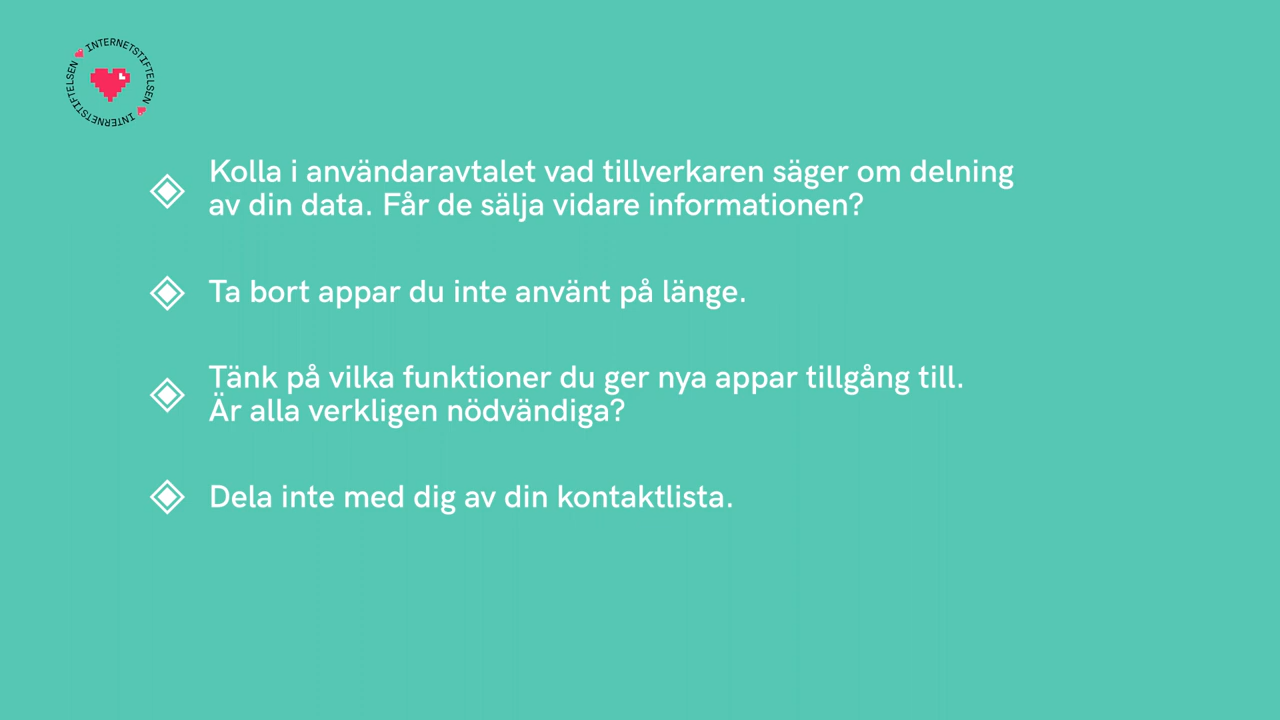 INTERNETSTIFTELSEN INTERNETSTIFTELSEN
Kolla i användaravtalet vad tillverkaren säger om delning
av din data. Får de sälja vidare informationen?
Ta bort appar du inte använt på länge.
Tänk på vilka funktioner du ger nya appar tillgång till.
Är alla verkligen nödvändiga?
Dela inte med dig av din kontaktlista.